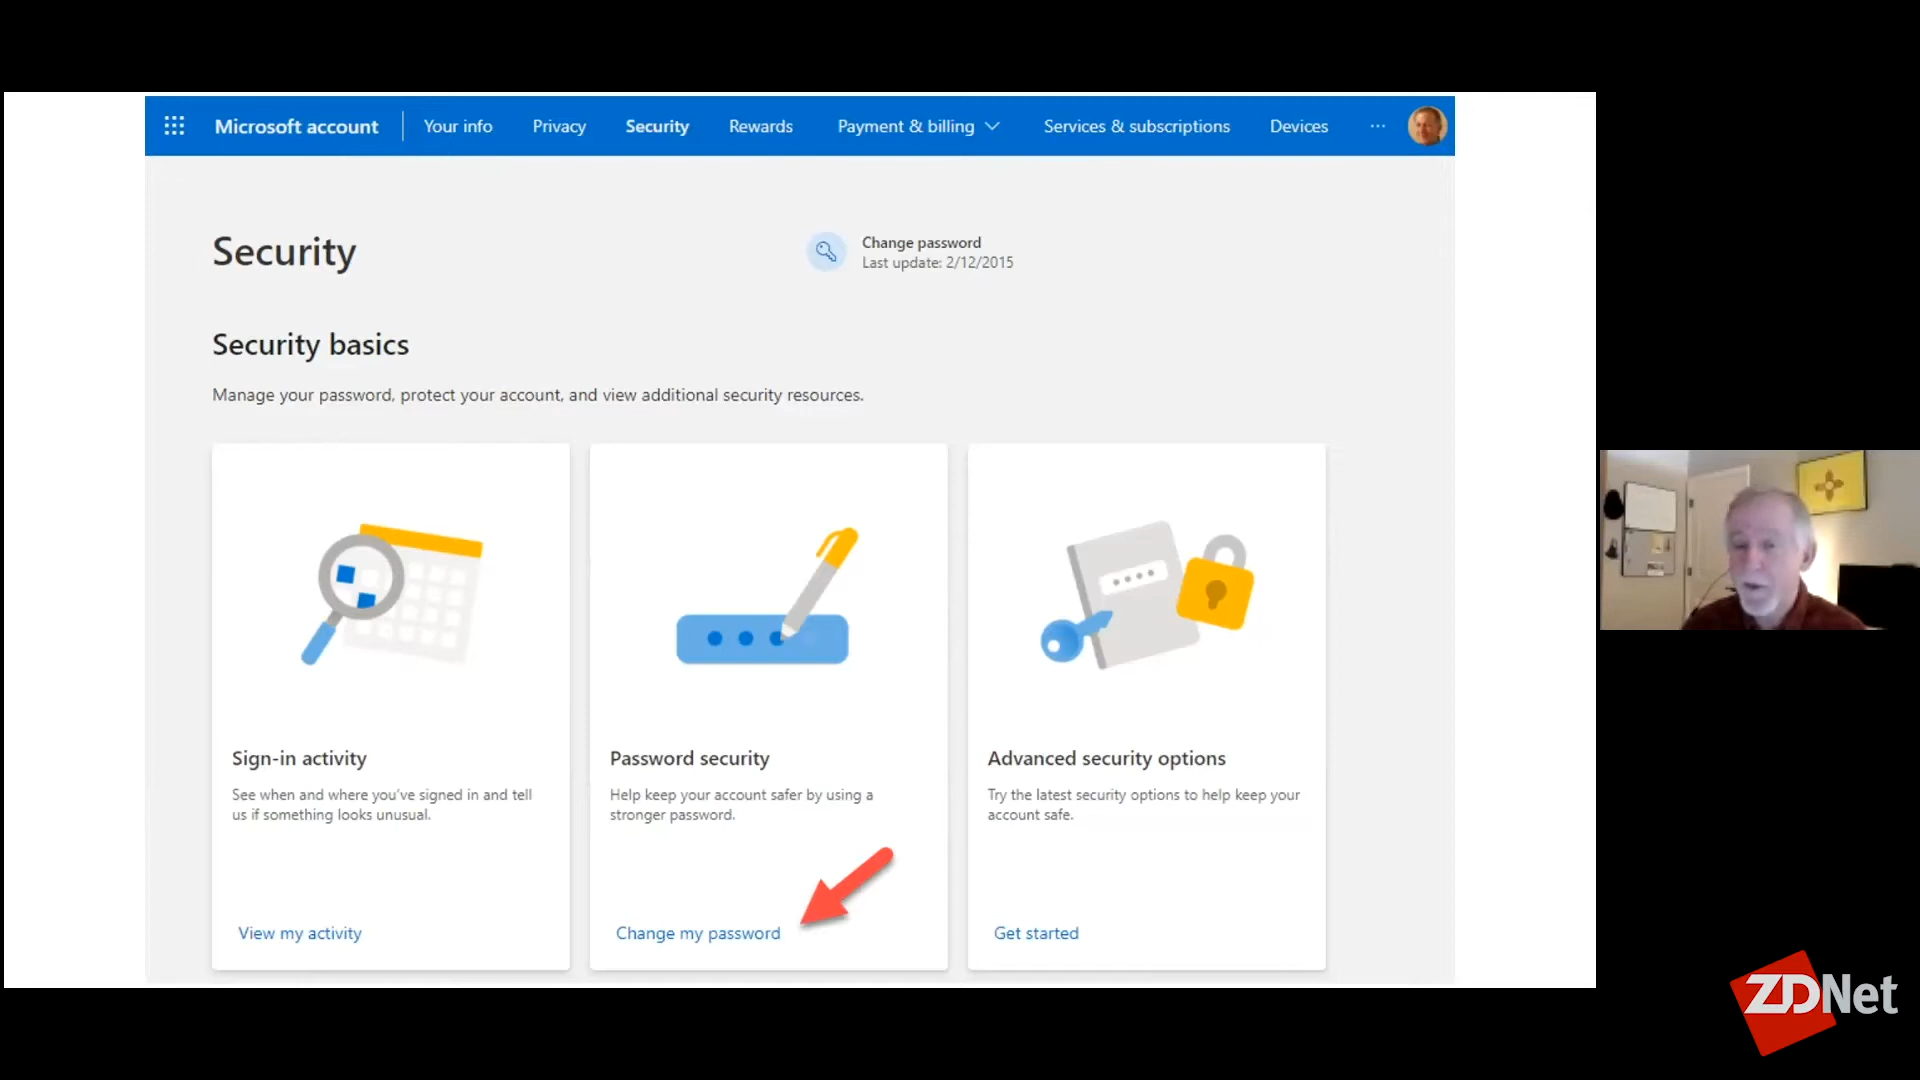 Microsoft account
Your info
Privacy
Security
Rewards
Payment & billing
Services & subscriptions
Devices
...
Security
Change password
Last update: 2/12/2015
Security basics
Manage your password, protect your account, and view additional security resources.
Sign-in activity
See when and where you've signed in and tell
us if something looks unusual.
View my activity
Password security
Help keep your account safer by using a
stronger password.
Change my password
Advanced security options
Try the latest security options to help keep your
account safe.
Get started
ZDNet